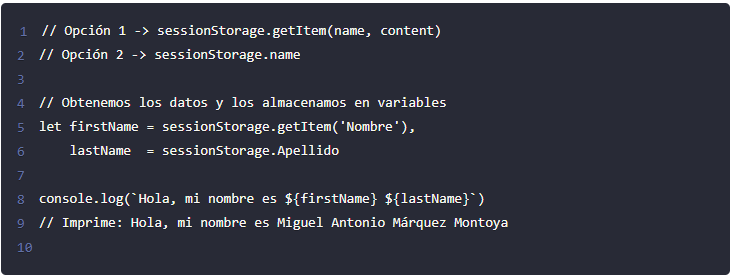 1 // Opción 1 -> sessionStorage.getItem(name, content)
2 // Opción 2 -> sessionStorage.name
3
4 // Obtenemos los datos y los almacenamos en variables
5 let firstName = sessionStorage.getItem('Nombre'),
6     lastName  = sessionStorage.Apellido
7
8 console.log(`Hola, mi nombre es ${firstName} ${lastName}`)
9 // Imprime: Hola, mi nombre es Miguel Antonio Márquez Montoya
10